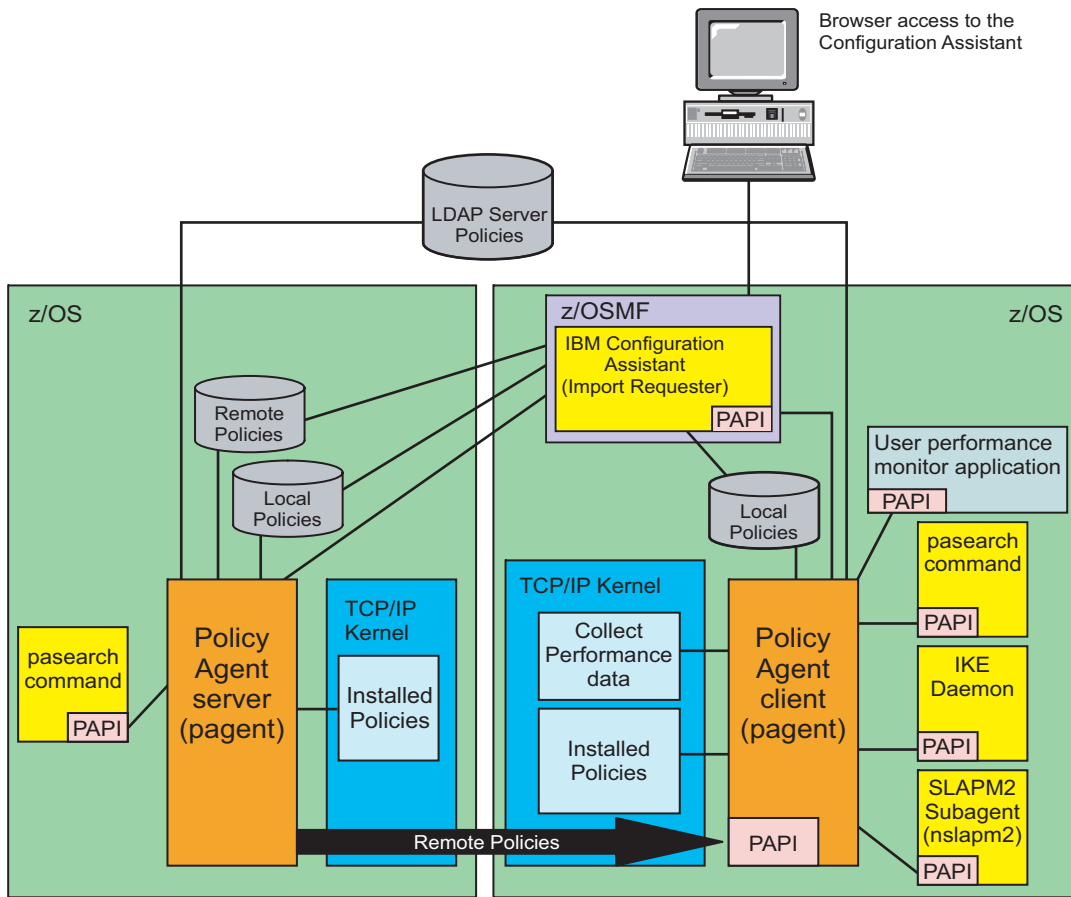 Browser access to the
Configuration Assistant
LDAP Server
Policies
z/OS
Remote
Policies
Local
Policies
pasearch
command
PAPI
Policy
Agent
server
(pagent)
TCP/IP
Kernel
Installed
Policies
z/OS
z/OSMF
IBM Configuration
Assistant
(Import Requester)
PAPI
Local
Policies
User performance
monitor application
PAPI
TCP/IP Kernel
Collect
Performance
data
Installed
Policies
Policy
Agent
client
(pagent)
PAPI
pasearch
command
PAPI
IKE
Daemon
PAPI
SLAPM2
Subagent
(nslapm2)
PAPI
Remote Policies